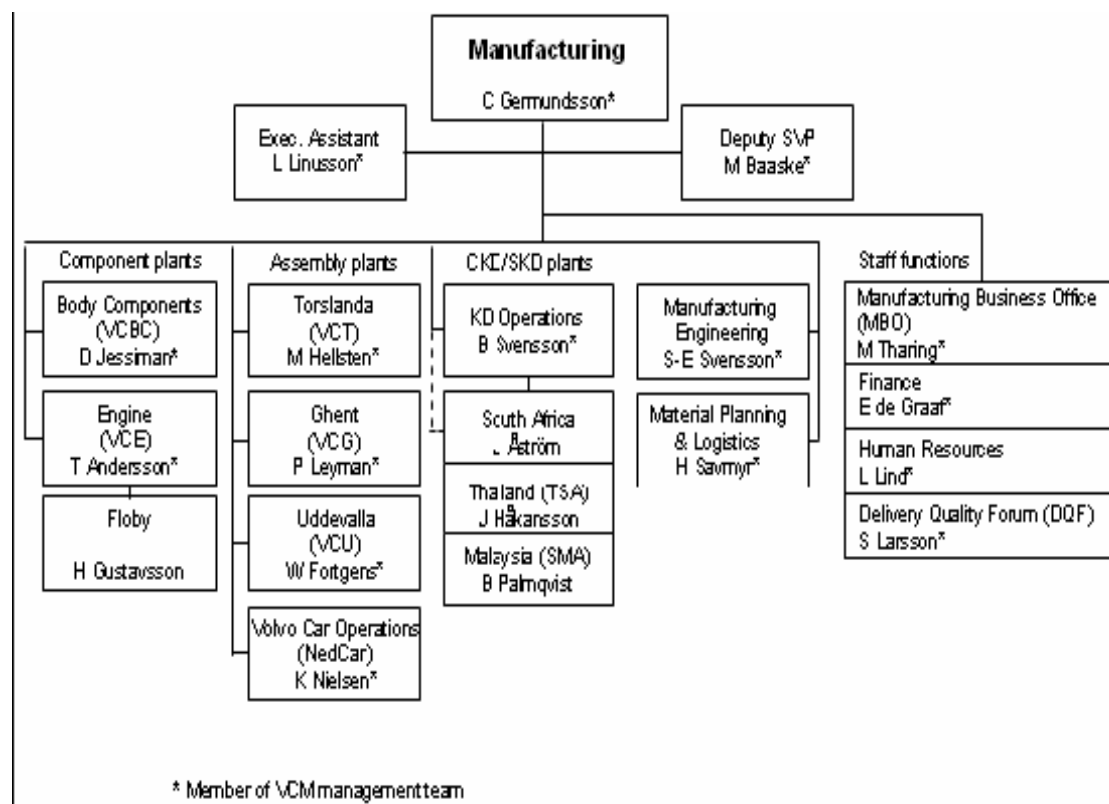 Manufacturing
C Germundsson*
Exec. Assistant
L Linusson*
Deputy SVP
M Baaske*
Component plants
Body Components
(VCBC)
D Jessiman*
Engine
(VCE)
T Andersson*
Floby
H Gustavsson
Assembly plants
Torslanda
(VCT)
M Hellsten*
Ghent
(VCG)
P Leyman*
Uddevalla
(VCU)
W Fortgens*
Volvo Car Operations
(NedCar)
K Nielsen*
CKD/SKD plants
KD Operations
B Svensson*
South Africa
J Åström
Thailand (TSA)
J Håkansson
Malaysia (SMA)
B Palmqvist
Manufacturing
Engineering
S-E Svensson*
Material Planning
& Logistics
H Savmyr*
Staff functions
Manufacturing Business Office
(MBO)
M Tharing*
Finance
E de Graaf*
Human Resources
L Lind*
Delivery Quality Forum (DQF)
S Larsson*
* Member of VCM management team